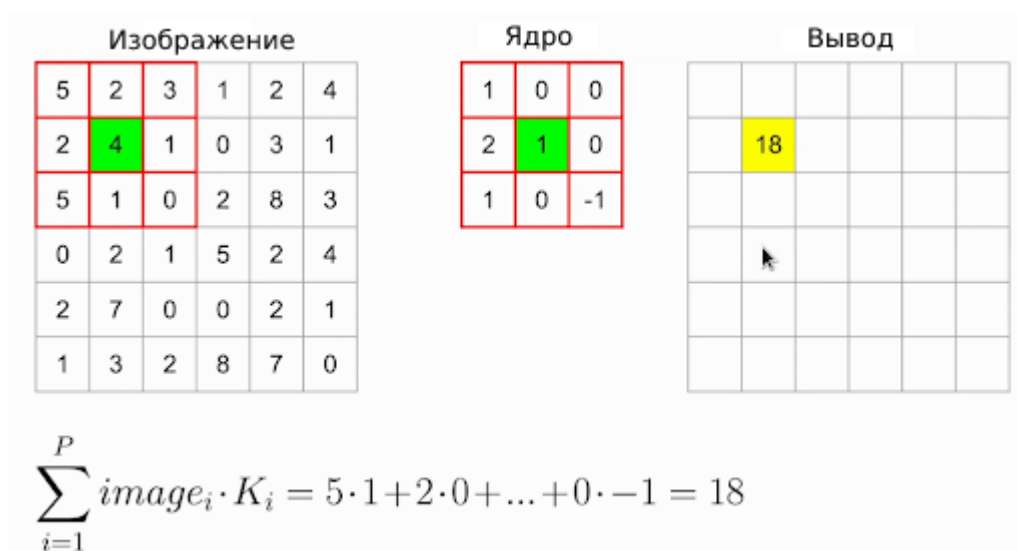 Изображение Ядро Вывод
5 2 3 1 2 4 1 0 0
2 4 1 0 3 1 2 1 0 18
5 1 0 2 8 3 1 0 -1
0 2 1 5 2 4
2 7 0 0 2 1
1 3 2 8 7 0
P
∑ image_i · K_i = 5·1+2·0+...+0·−1 = 18
i=1